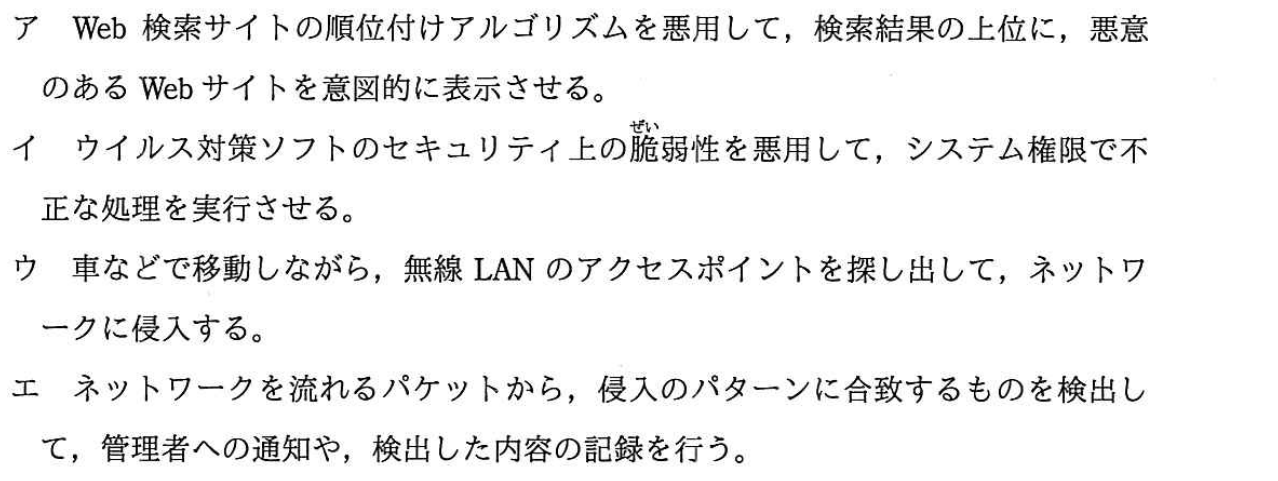 ア Web 検索サイトの順位付けアルゴリズムを悪用して，検索結果の上位に，悪意
のある Web サイトを意図的に表示させる。
ぜい
イ ウイルス対策ソフトのセキュリティ上の脆弱性を悪用して，システム権限で不
正な処理を実行させる。
ウ 車などで移動しながら，無線 LAN のアクセスポイントを探し出して，ネットワ
ークに侵入する。
エ ネットワークを流れるパケットから，侵入のパターンに合致するものを検出し
て，管理者への通知や，検出した内容の記録を行う。